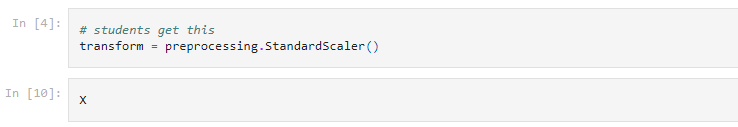 In [4]:
# students get this
transform = preprocessing.StandardScaler()
In [10]:
X